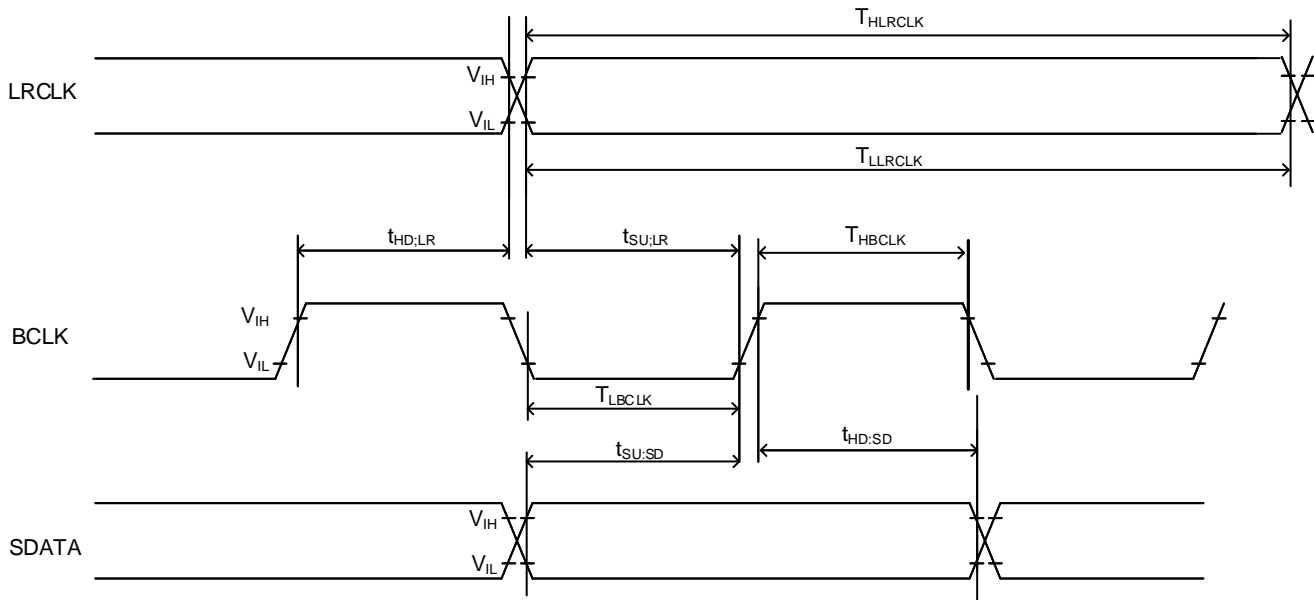 T_HLRCLK
LRCLK
V_IH
V_IL
T_LLRCLK
t_HD;LR
t_SU;LR
T_HBCLK
BCLK
V_IH
V_IL
T_LBCLK
t_SU:SD
t_HD:SD
SDATA
V_IH
V_IL